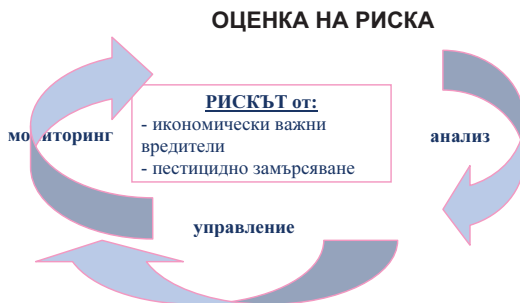 ОЦЕНКА НА РИСКА
РИСКЪТ от:
- икономически важни
вредители
- пестицидно замърсяване
мониторинг
анализ
управление